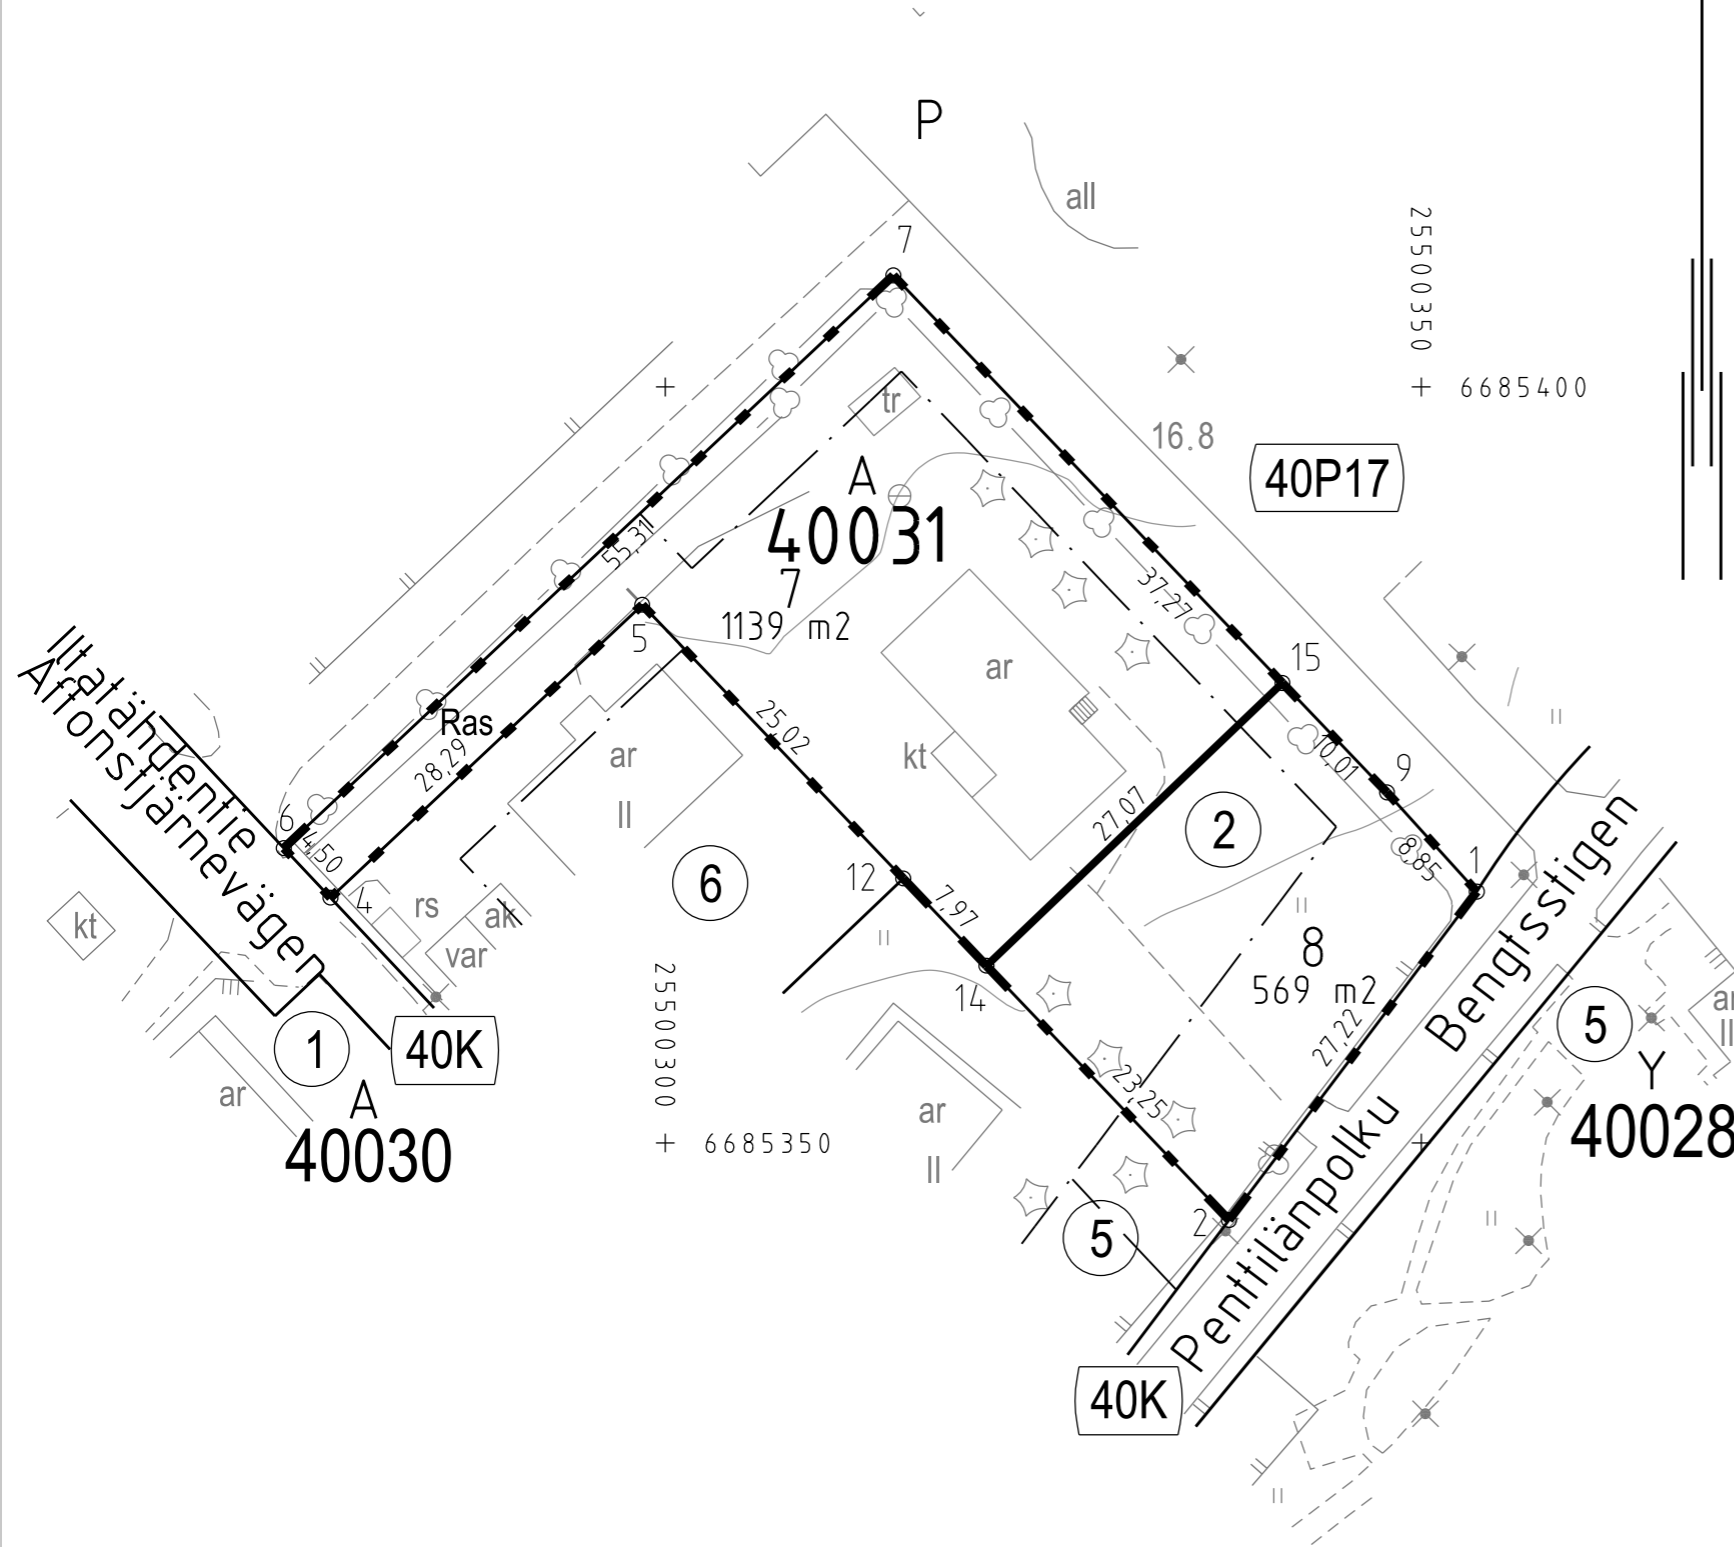 P
all
7
25500350
6685400
16.8
40P17
tr
A
40031
7
1139 m2
55,31
37,27
15
5
ar
kt
25,02
Ras
28,29
ar
II
Iltatähdentie
Aftonstjärnevägen
6
4,50
4
10,01
9
27,07
2
8,85
1
12
6
7,97
14
rs
ak
var
kt
8
569 m2
27,22
Bengtsstigen
Penttilänpolku
5
Y
40028
ar
II
1
40K
A
40030
ar
25500300
6685350
23,25
ar
II
2
5
40K